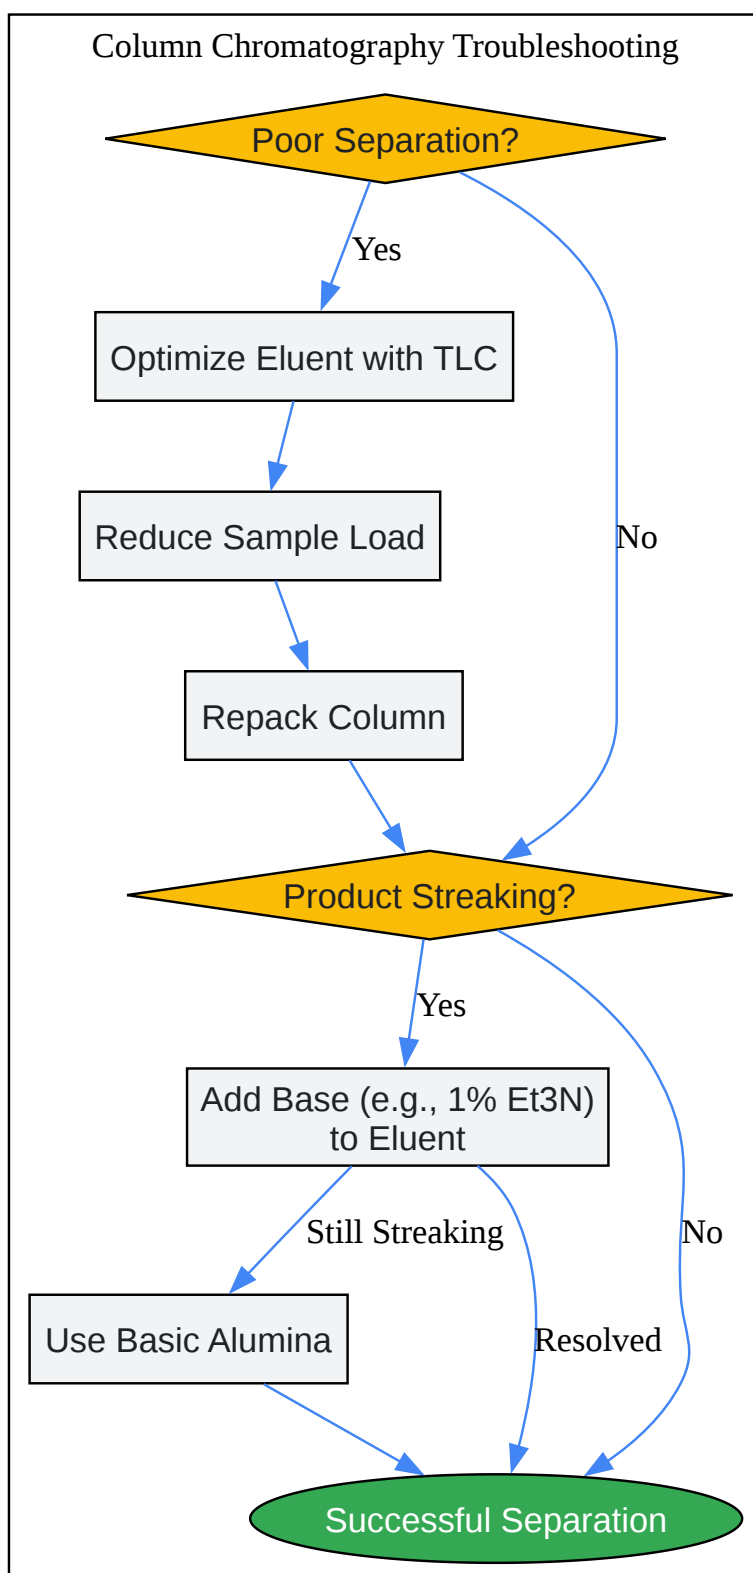 Column Chromatography Troubleshooting
Poor Separation?
Yes
Optimize Eluent with TLC
Reduce Sample Load
No
Repack Column
Product Streaking?
Yes
Add Base (e.g., 1% Et3N)
to Eluent
Still Streaking
No
Use Basic Alumina
Resolved
Successful Separation